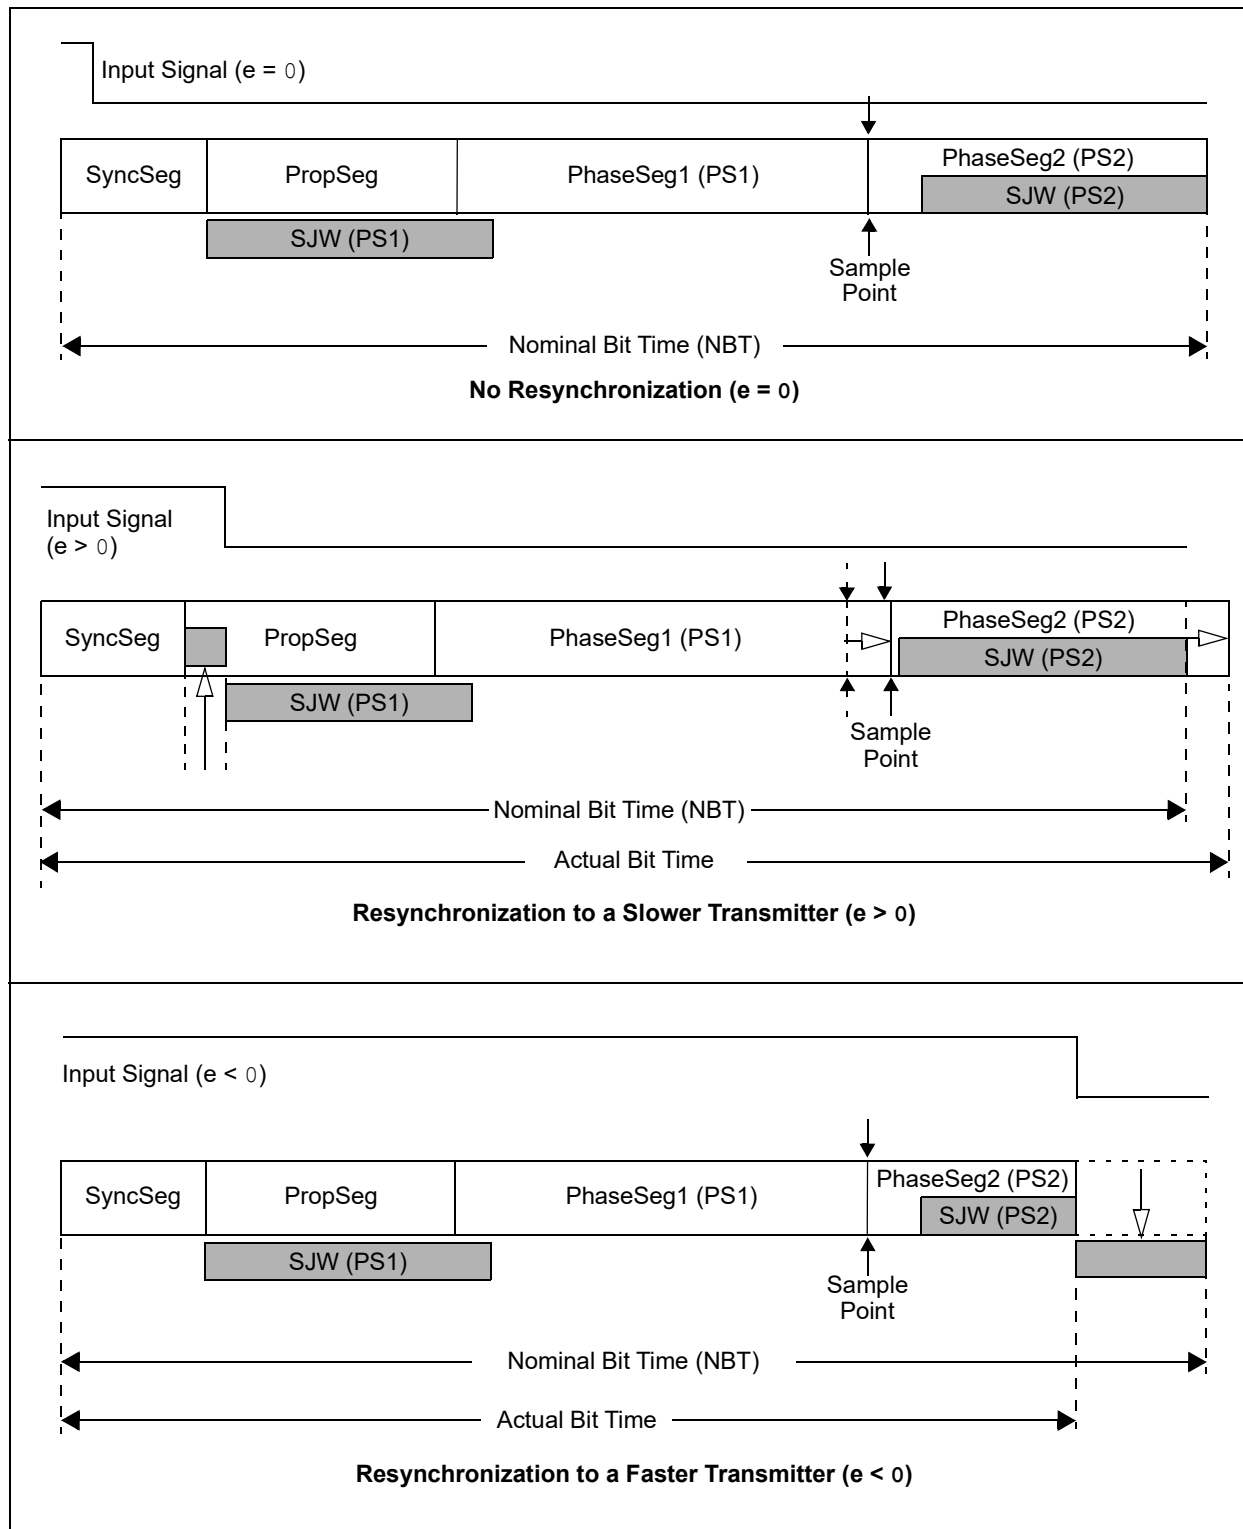 Input Signal (e = 0)
SyncSeg
PropSeg
PhaseSeg1 (PS1)
PhaseSeg2 (PS2)
SJW (PS2)
SJW (PS1)
Sample
Point
Nominal Bit Time (NBT)
No Resynchronization (e = 0)
Input Signal
(e > 0)
SyncSeg
PropSeg
PhaseSeg1 (PS1)
PhaseSeg2 (PS2)
SJW (PS2)
SJW (PS1)
Sample
Point
Nominal Bit Time (NBT)
Actual Bit Time
Resynchronization to a Slower Transmitter (e > 0)
Input Signal (e < 0)
SyncSeg
PropSeg
PhaseSeg1 (PS1)
PhaseSeg2 (PS2)
SJW (PS2)
SJW (PS1)
Sample
Point
Nominal Bit Time (NBT)
Actual Bit Time
Resynchronization to a Faster Transmitter (e < 0)